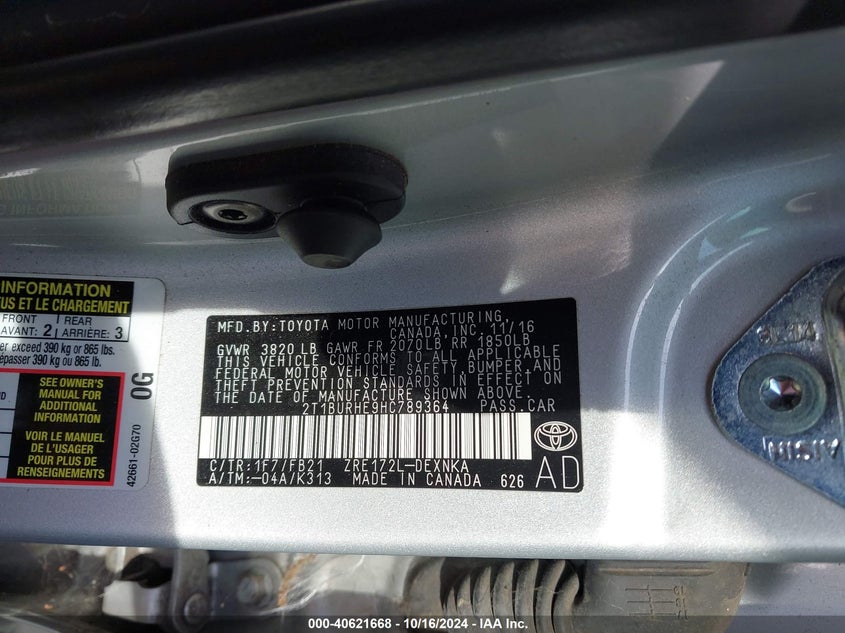 INFORMATION
TUS ET LE CHARGEMENT
FRONT
AVANT: 2
REAR
ARRIÈRE: 3
er exceed 390 kg or 865 lbs.
épasser 390 kg ou 865 lb.
SEE OWNER'S
MANUAL FOR
ADDITIONAL
INFORMATION
VOIR LE MANUEL
DE L'USAGER
POUR PLUS DE
RENSEIGNEMENTS
0G
42661-02G70
MFD. BY: TOYOTA MOTOR MANUFACTURING,
CANADA, INC. 11/16
GVWR 3820 LB GAWR FR 2070LB RR 1850LB
THIS VEHICLE CONFORMS TO ALL APPLICABLE
FEDERAL MOTOR VEHICLE SAFETY, BUMPER, AND
THEFT PREVENTION STANDARDS IN EFFECT ON
THE DATE OF MANUFACTURE SHOWN ABOVE.
2T1BURHE9HC789364 PASS. CAR
C/TR: 1F7/FB21 ZRE172L-DEXNKA
A/TM: -04A/K313 MADE IN CANADA 626
AD
AISIN
000-40621668 - 10/16/2024 - IAA Inc.